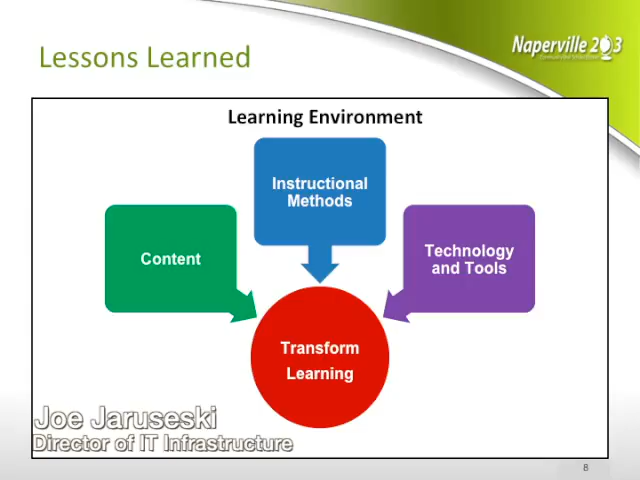 Lessons Learned
Naperville 203
Learning Environment
Instructional
Methods
Content
Technology
and Tools
Transform
Learning
Joe Jaruseski
Director of IT Infrastructure
8